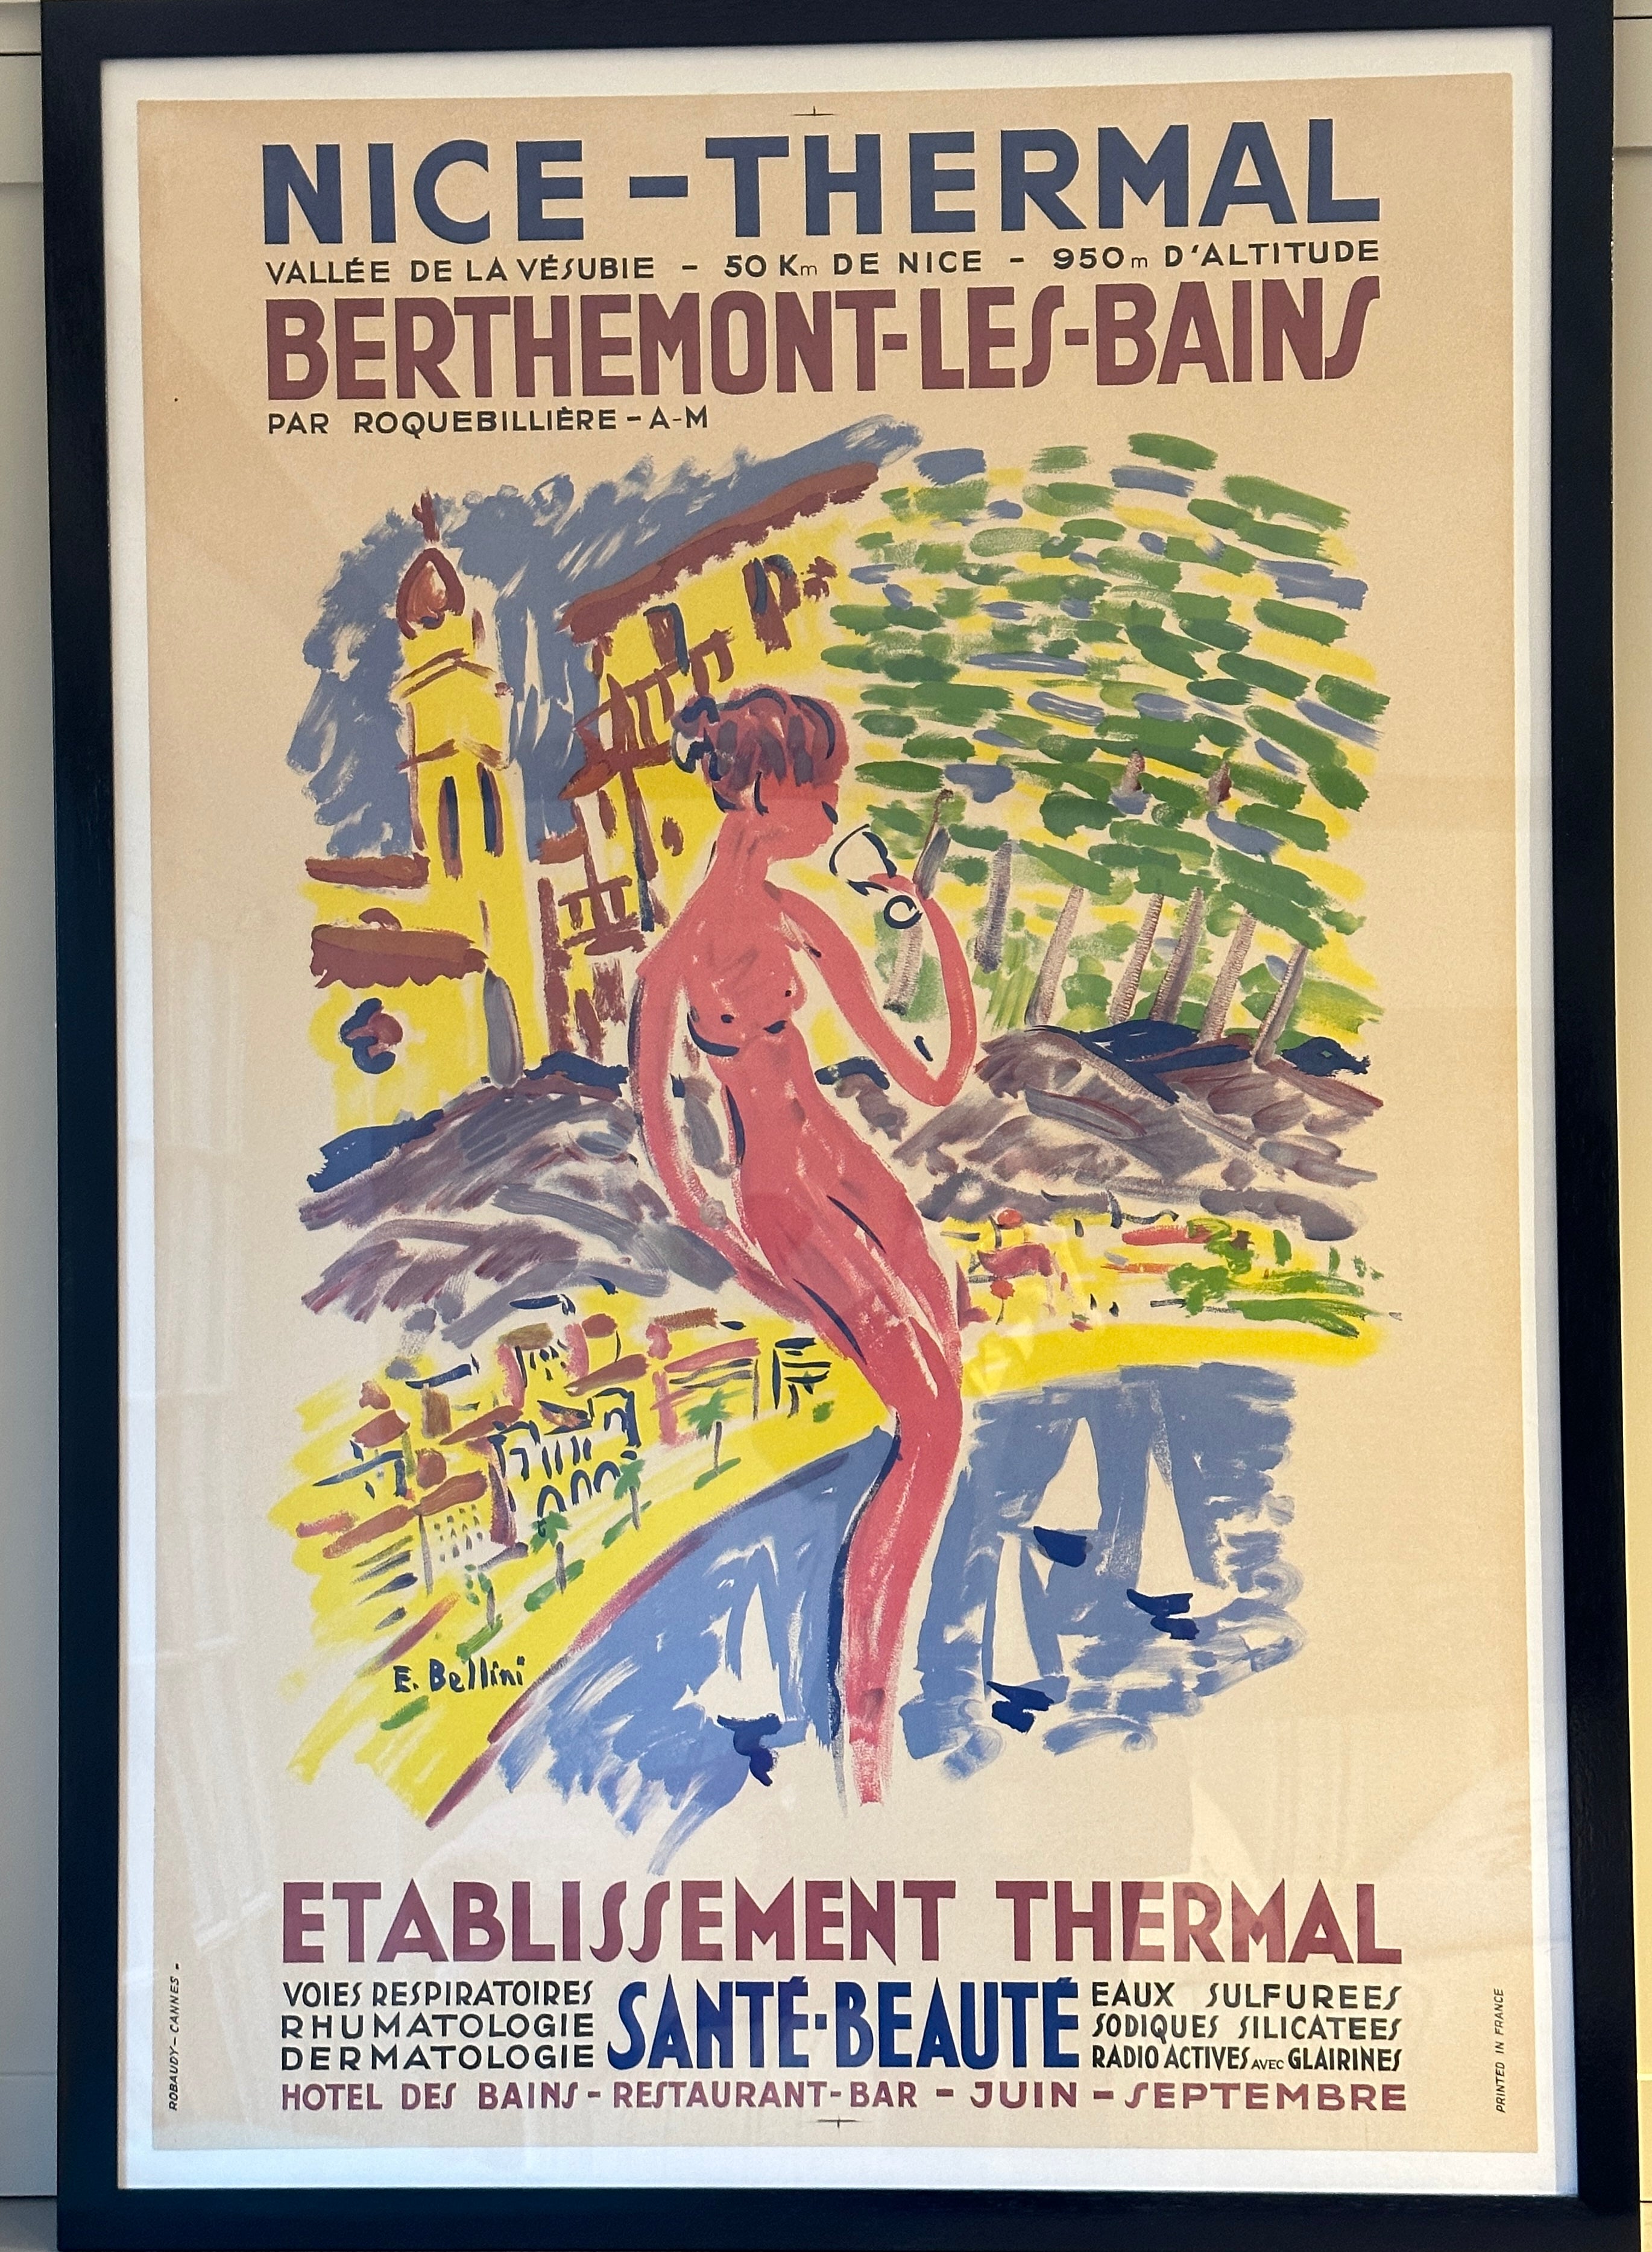 NICE - THERMAL
VALLÉE DE LA VÉSUBIE - 50 Km DE NICE - 950m D'ALTITUDE
BERTHEMONT-LES-BAINS
PAR ROQUEBILLIÈRE - A-M
E. Bellini
ETABLISSEMENT THERMAL
VOIES RESPIRATOIRES
RHUMATOLOGIE
DERMATOLOGIE
SANTÉ·BEAUTÉ
EAUX SULFUREES
SODIQUES SILICATEES
RADIO ACTIVES AVEC GLAIRINES
HOTEL DES BAINS - RESTAURANT - BAR - JUIN - SEPTEMBRE
ROBAUDY - CANNES -
PRINTED IN FRANCE